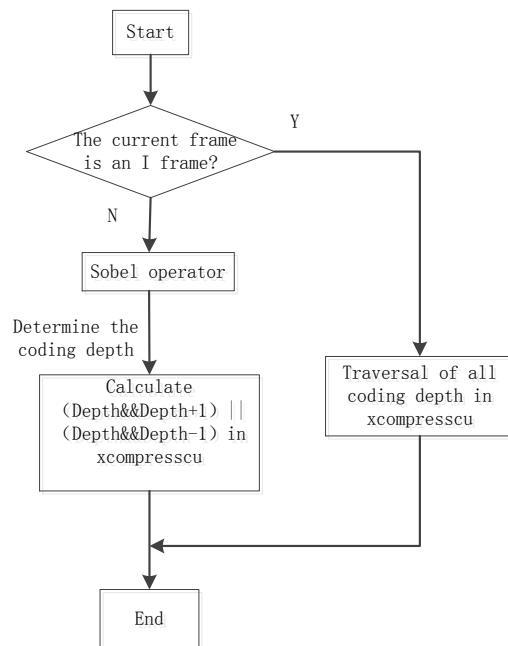 Start
The current frame
is an I frame?
Y
N
Sobel operator
Determine the
coding depth
Calculate
(Depth&&Depth+1) ||
(Depth&&Depth-1) in
xcompresscu
Traversal of all
coding depth in
xcompresscu
End